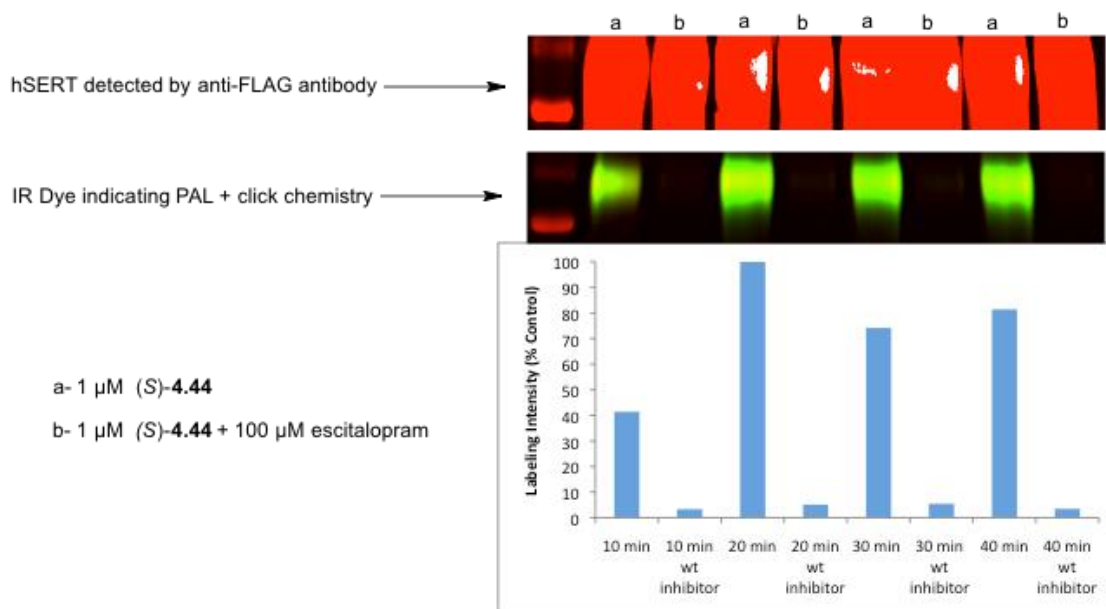 a b a b a b a b
hSERT detected by anti-FLAG antibody
IR Dye indicating PAL + click chemistry
a- 1 µM (S)-4.44
b- 1 µM (S)-4.44 + 100 µM escitalopram
Labeling Intensity (% Control)
100
90
80
70
60
50
40
30
20
10
0
10 min 10 min 20 min 20 min 30 min 30 min 40 min 40 min
wt wt wt wt
inhibitor inhibitor inhibitor inhibitor